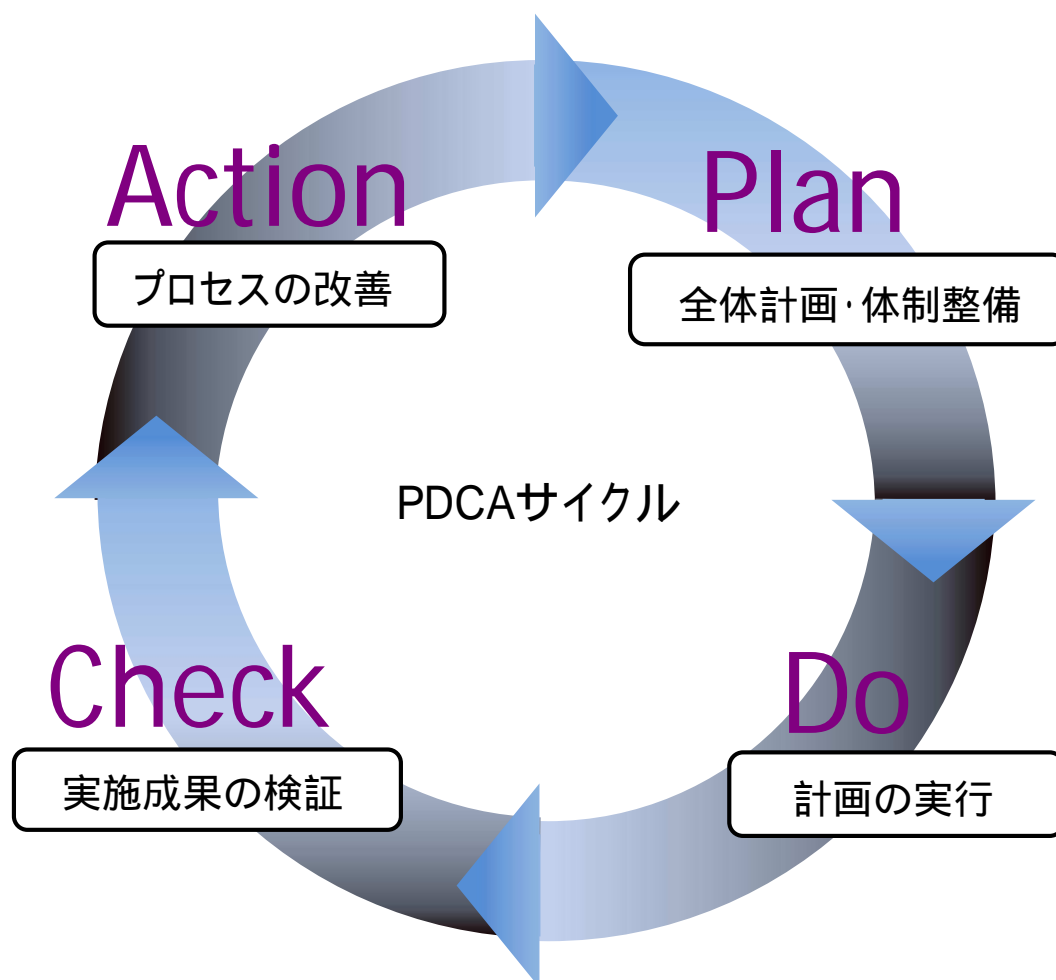 Action
プロセスの改善
Plan
全体計画・体制整備
PDCAサイクル
Check
実施成果の検証
Do
計画の実行